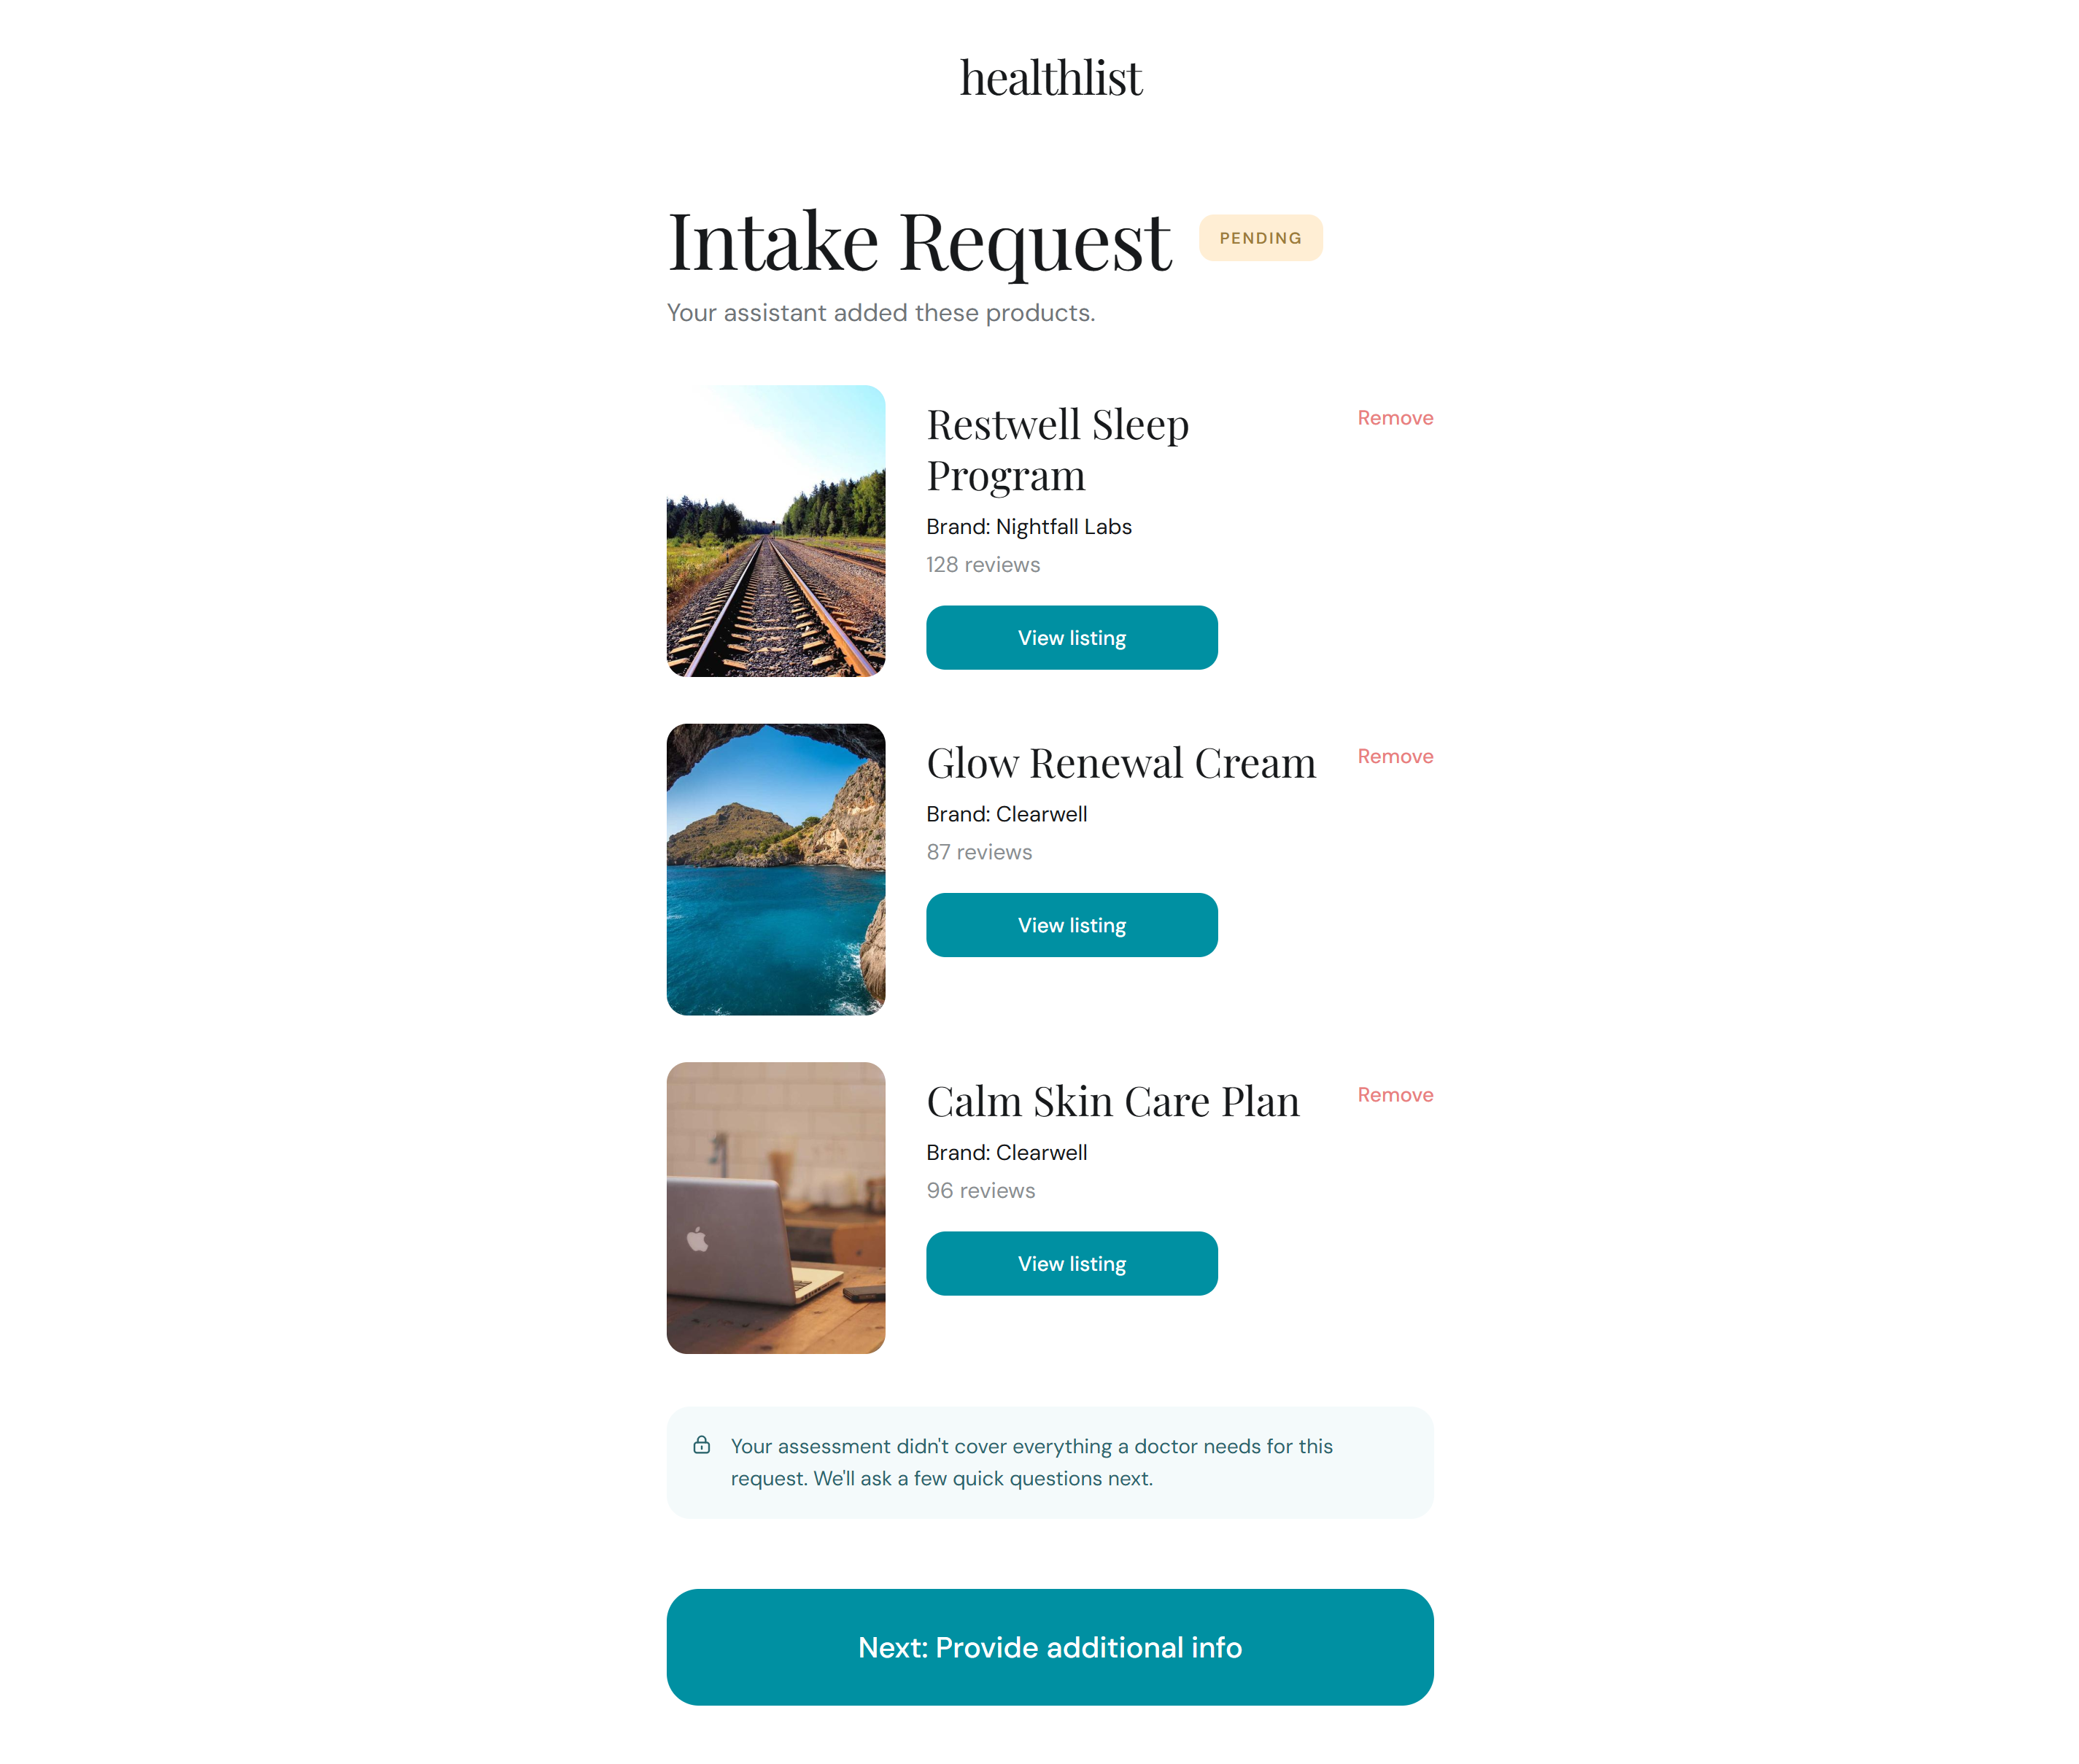 healthlist
Intake Request
PENDING
Your assistant added these products.
Restwell Sleep
Program
Remove
Brand: Nightfall Labs
128 reviews
View listing
Glow Renewal Cream
Remove
Brand: Clearwell
87 reviews
View listing
Calm Skin Care Plan
Remove
Brand: Clearwell
96 reviews
View listing
Your assessment didn't cover everything a doctor needs for this
request. We'll ask a few quick questions next.
Next: Provide additional info